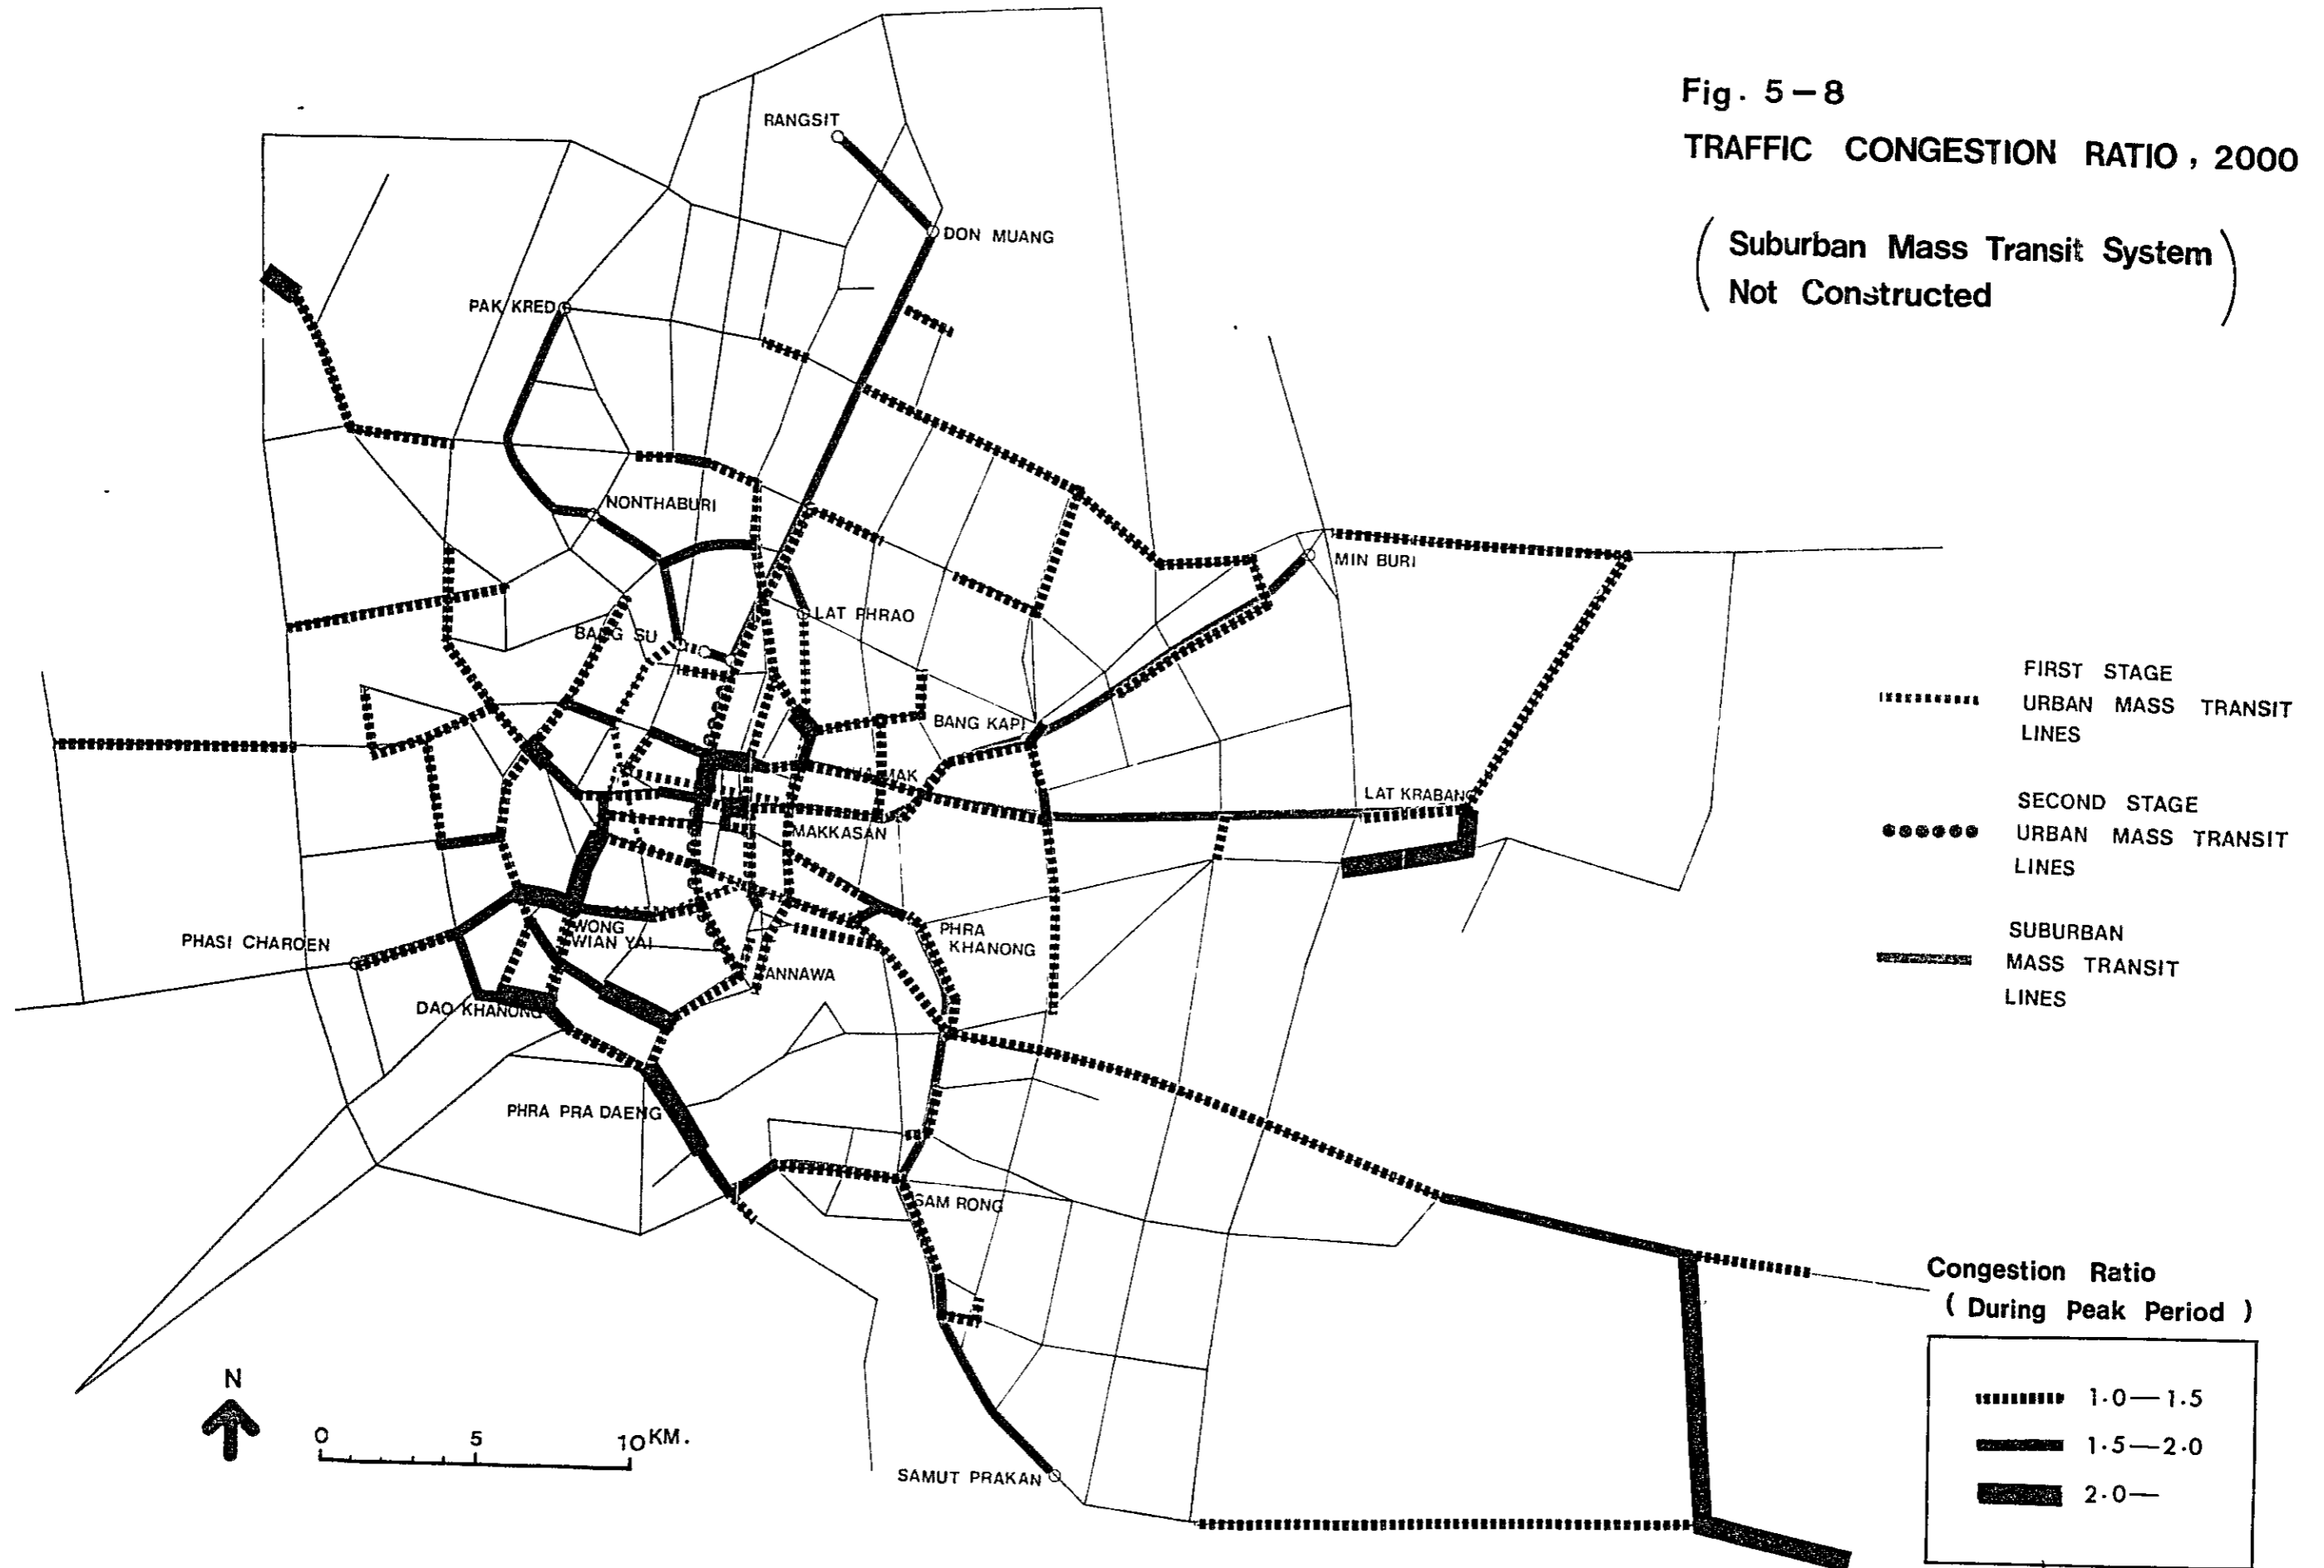 Fig. 5-8
TRAFFIC CONGESTION RATIO, 2000
( Suburban Mass Transit System
Not Constructed )
RANGSIT
DON MUANG
PAK KRED
NONTHABURI
MIN BURI
LAT PHRAO
BANG SU
BANG KAPI
LAT KRABANG
MAKKASAN
WONG
WIAN YAI
PHRA
KHANONG
PHASI CHAROEN
ANNAWA
DAO KHANONG
PHRA PRA DAENG
SAM RONG
SAMUT PRAKAN
FIRST STAGE
URBAN MASS TRANSIT
LINES
SECOND STAGE
URBAN MASS TRANSIT
LINES
SUBURBAN
MASS TRANSIT
LINES
Congestion Ratio
( During Peak Period )
1.0—1.5
1.5—2.0
2.0—
N
0 5 10 KM.